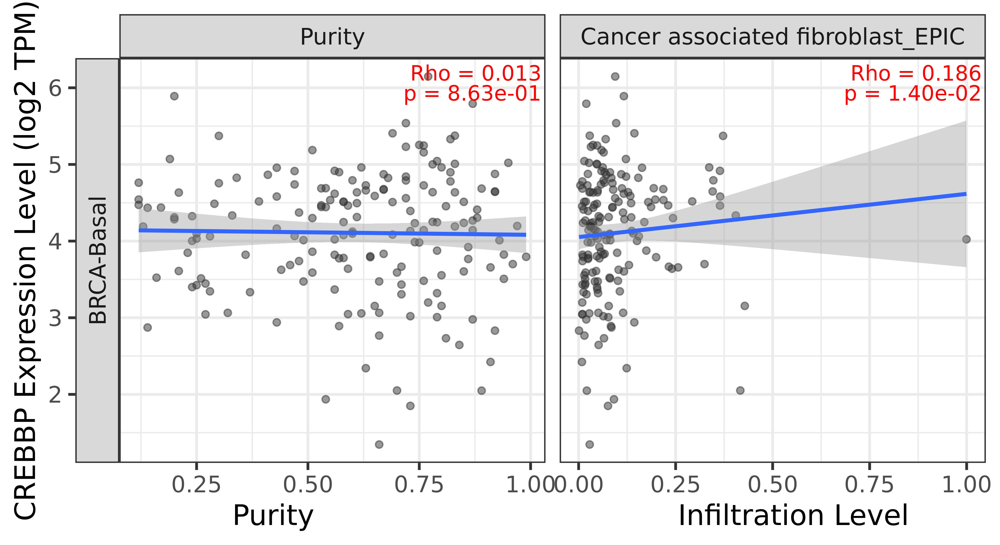 CREBBP Expression Level (log2 TPM)
BRCA-Basal
Purity
Cancer associated fibroblast_EPIC
Rho = 0.013
p = 8.63e-01
Rho = 0.186
p = 1.40e-02
6
5
4
3
2
0.25 0.50 0.75 1.00
0.00 0.25 0.50 0.75 1.00
Purity
Infiltration Level